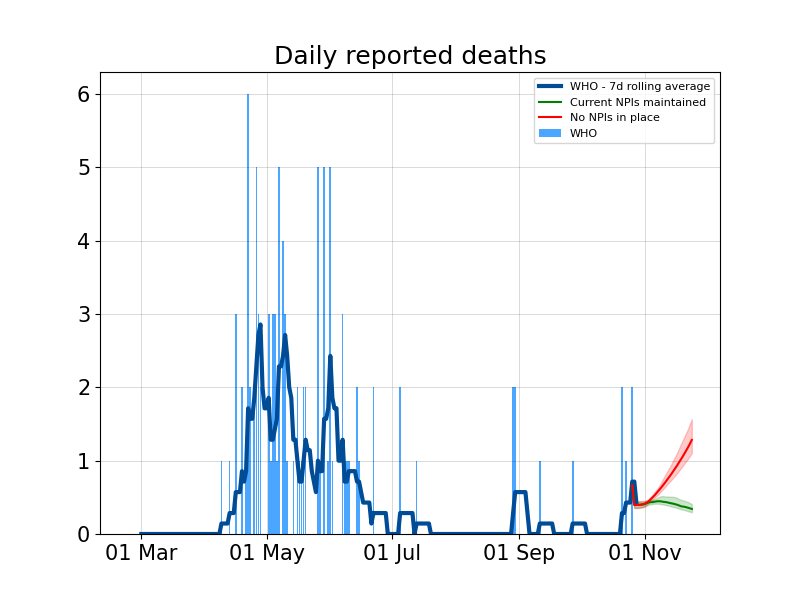 Daily reported deaths
WHO - 7d rolling average
Current NPIs maintained
No NPIs in place
WHO
6
5
4
3
2
1
0
01 Mar
01 May
01 Jul
01 Sep
01 Nov